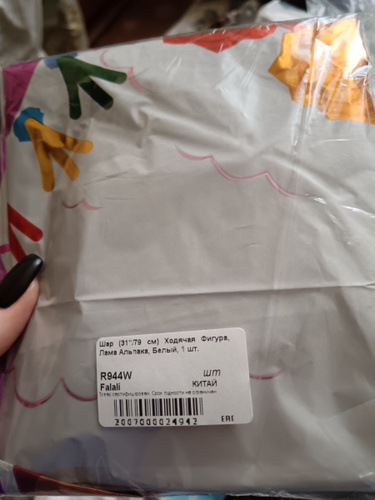 Шар (31''/79 см) Ходячая Фигура,
Лама Альпака, Белый, 1 шт.
R944W шт
Falali КИТАЙ
Товар сертифицирован. Срок годности не ограничен.
2007000024942 EAC